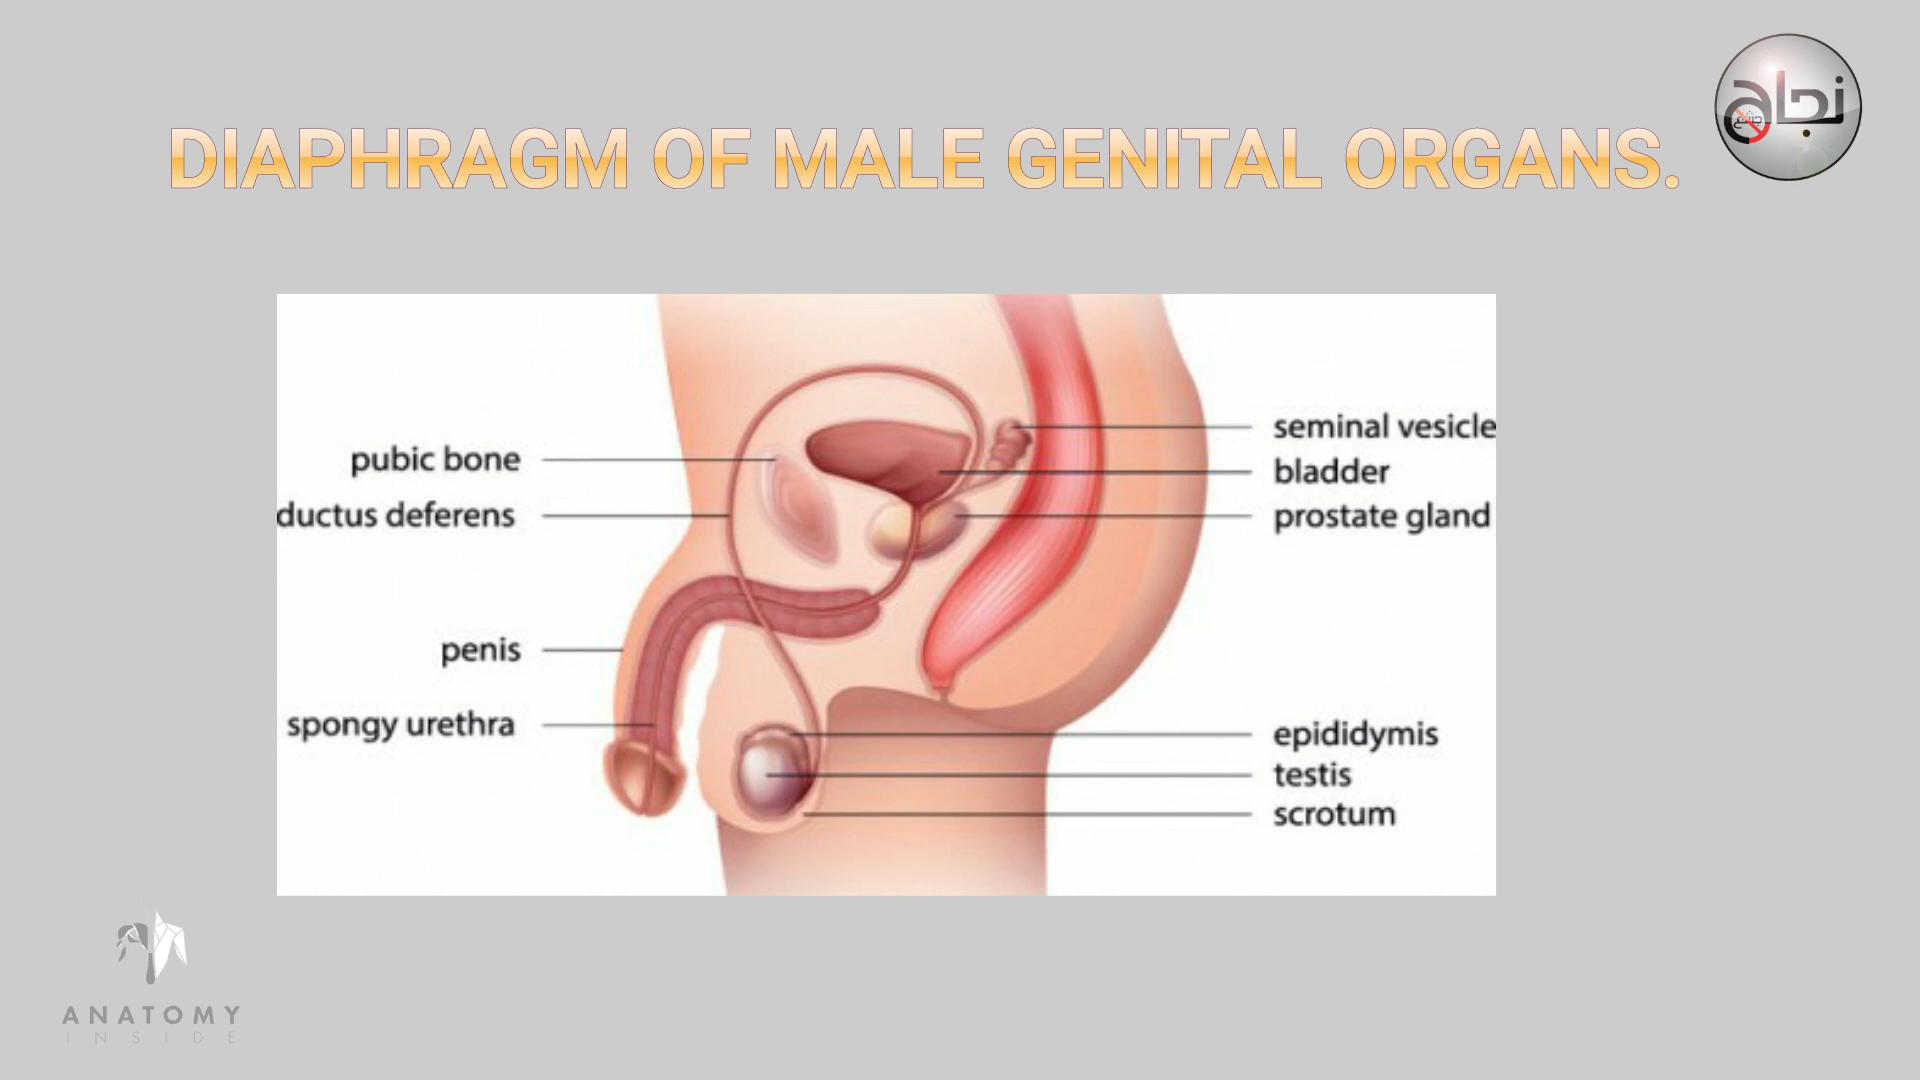 DIAPHRAGM OF MALE GENITAL ORGANS.
pubic bone
ductus deferens
penis
spongy urethra
seminal vesicle
bladder
prostate gland
epididymis
testis
scrotum
ANATOMY
INSIDE